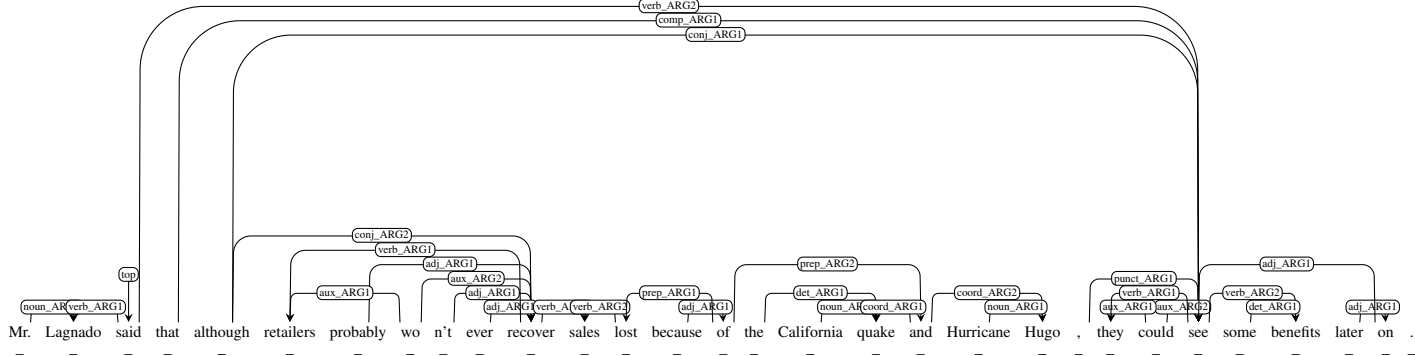 verb_ARG2
comp_ARG1
conj_ARG1
conj_ARG2
verb_ARG1
adj_ARG1 prep_ARG2 adj_ARG1
top aux_ARG2 punct_ARG1
aux_ARG1 adj_ARG1 prep_ARG1 det_ARG1 coord_ARG2 verb_ARG1 verb_ARG2
verb_ARG1 verb_ARG2 adj_ARG1 coord_ARG1 noun_ARG1 aux_ARG1 aux_ARG2 det_ARG1 adj_ARG1
Mr. Lagnado said that although retailers probably wo n't ever recover sales lost because of the California quake and Hurricane Hugo , they could see some benefits later on .
_ _ _ _ _ _ _ _ _ _ _ _ _ _ _ _ _ _ _ _ _ _ _ _ _ _ _ _ _ _ _